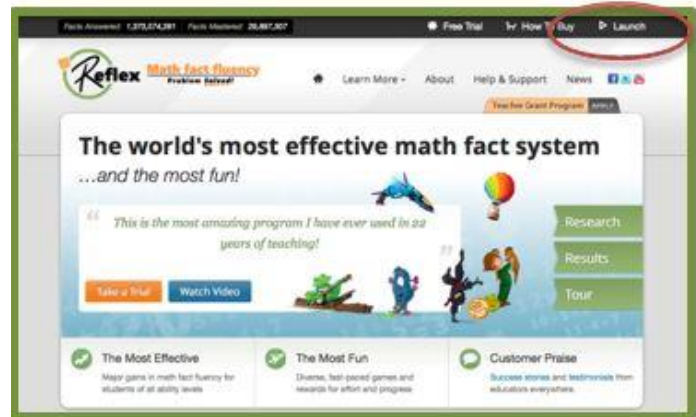 Facts Answered: 1,373,074,391 Facts Mastered: 29,867,307
Free Trial How To Buy Launch
Reflex Math fact fluency
Problem Solved!
Learn More About Help & Support News
Teacher Grant Program APPLY
The world's most effective math fact system
...and the most fun!
" This is the most amazing program I have ever used in 22
years of teaching! "
Take a Trial Watch Video
Research
Results
Tour
The Most Effective
Major gains in math fact fluency for
students of all ability levels
The Most Fun
Diverse, fast-paced games and
rewards for effort and progress
Customer Praise
Success stories and testimonials from
educators everywhere.